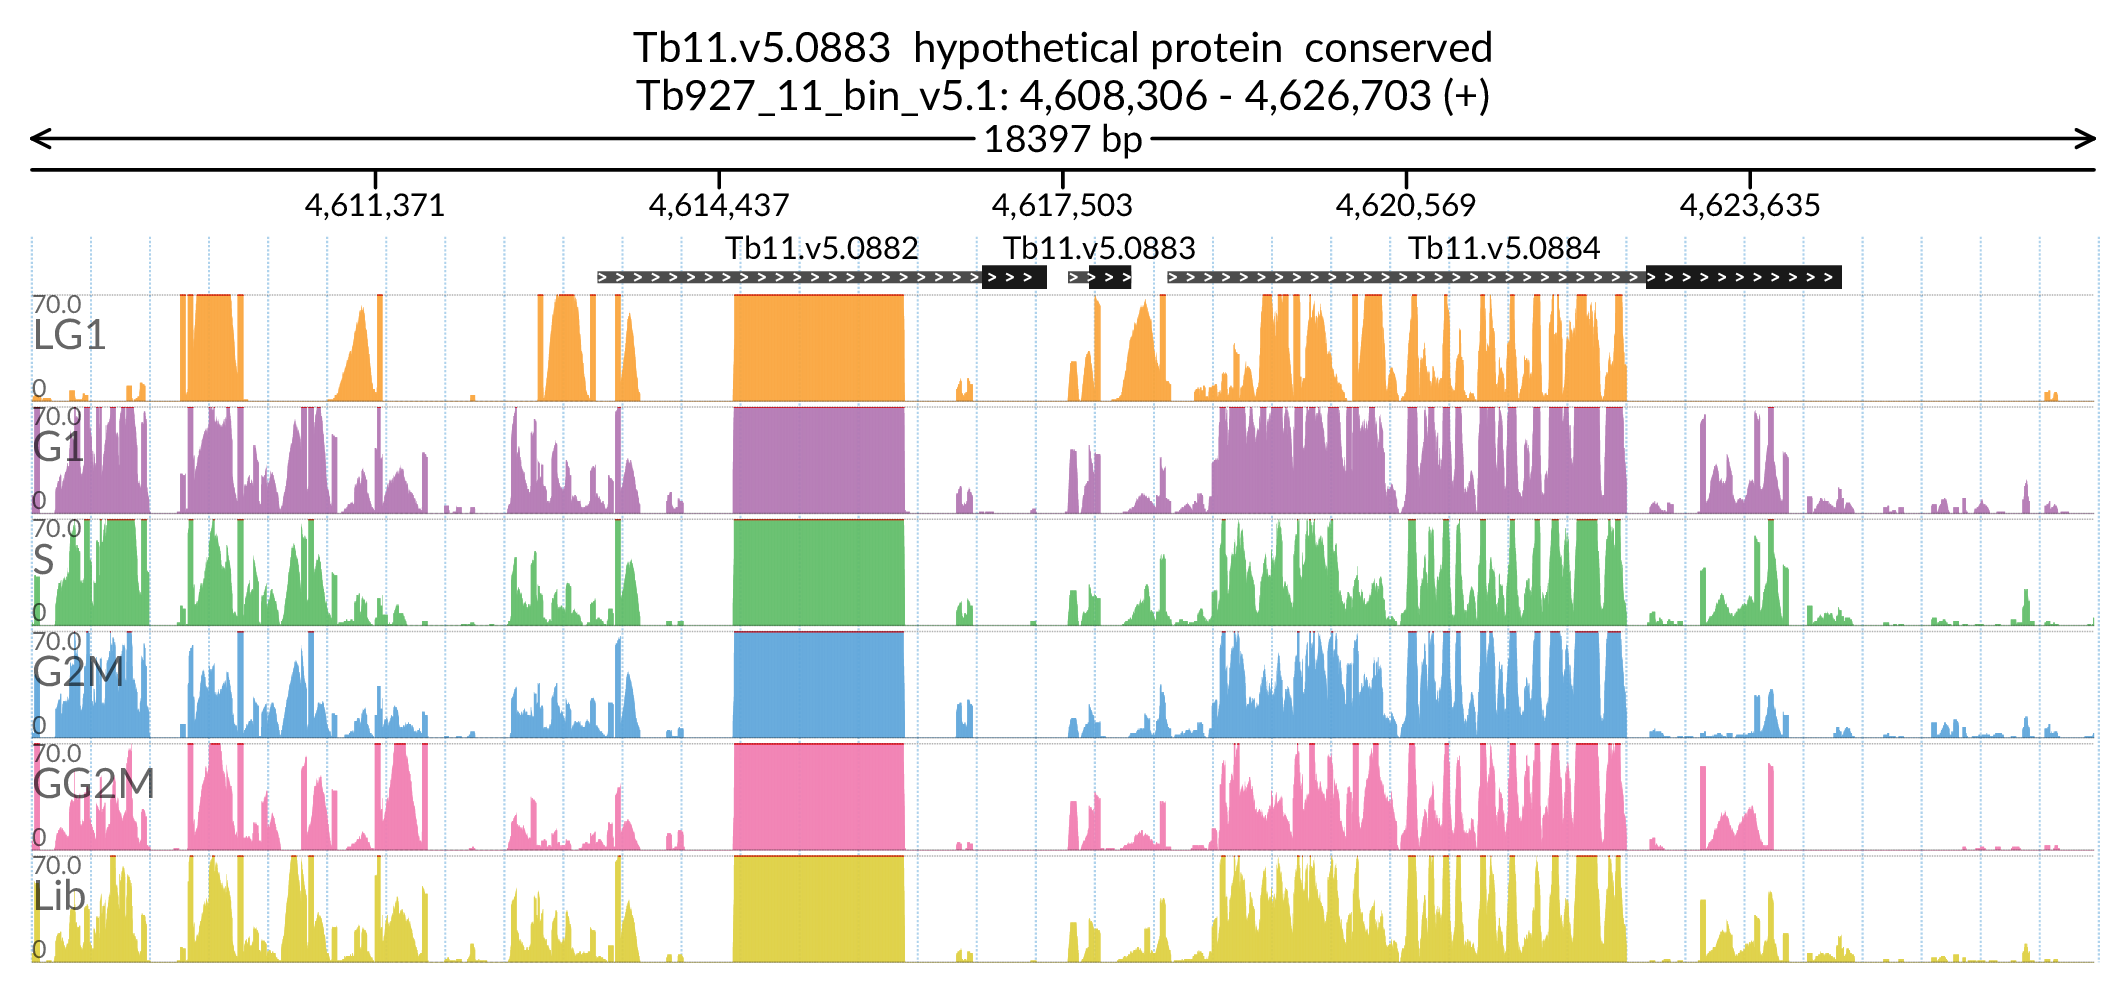 Tb11.v5.0883 hypothetical protein conserved
Tb927_11_bin_v5.1: 4,608,306 - 4,626,703 (+)
18397 bp
4,611,371 4,614,437 4,617,503 4,620,569 4,623,635
Tb11.v5.0882 Tb11.v5.0883 Tb11.v5.0884
70.0
LG1
0
70.0
G1
0
70.0
S
0
70.0
G2M
0
70.0
GG2M
0
70.0
Lib
0